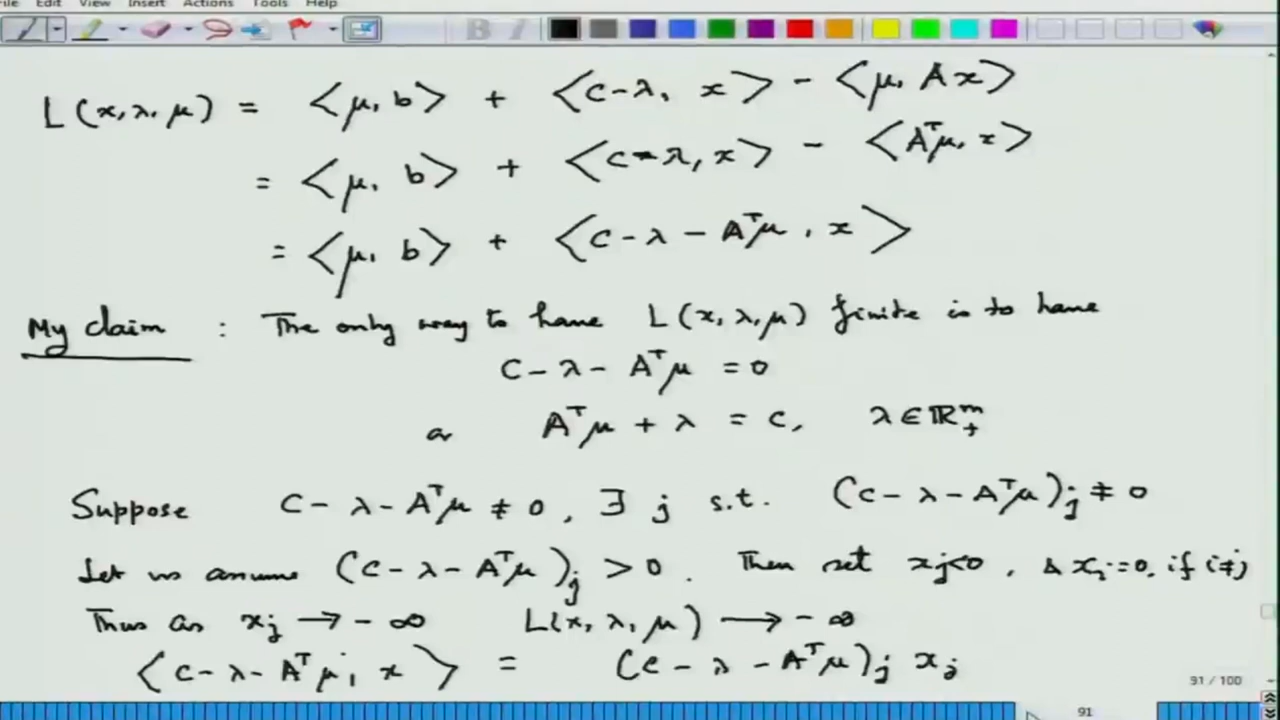 File Edit View Insert Actions Tools Help
L(x, λ, μ) = <μ, b> + <c-λ, x> - <μ, Ax>
= <μ, b> + <c-λ, x> - <Aᵀμ, x>
= <μ, b> + <c - λ - Aᵀμ, x>
My claim : The only way to have L(x, λ, μ) finite is to have
C - λ - Aᵀμ = 0
or Aᵀμ + λ = c, λ ∈ ℝᵐ₊
Suppose C - λ - Aᵀμ ≠ 0, ∃ j s.t. (c - λ - Aᵀμ)ⱼ ≠ 0
Let us assume (c - λ - Aᵀμ)ⱼ > 0. Then set xⱼ<0, & xᵢ=0, if i≠j
Thus as xⱼ → -∞ L(x, λ, μ) → -∞
<c - λ - Aᵀμ, x> = (c - λ - Aᵀμ)ⱼ xⱼ
91 / 100
91